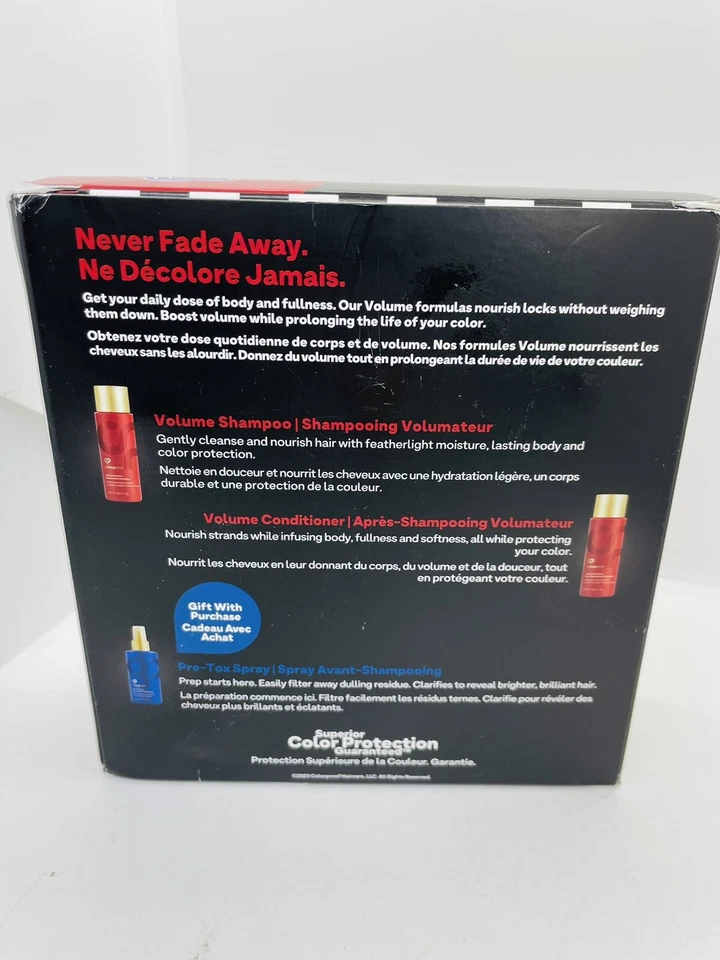 Never Fade Away.
Ne Décolore Jamais.
Get your daily dose of body and fullness. Our Volume formulas nourish locks without weighing
them down. Boost volume while prolonging the life of your color.
Obtenez votre dose quotidienne de corps et de volume. Nos formules Volume nourrissent les
cheveux sans les alourdir. Donnez du volume tout en prolongeant la durée de vie de votre couleur.
Volume Shampoo | Shampooing Volumateur
Gently cleanse and nourish hair with featherlight moisture, lasting body and
color protection.
Nettoie en douceur et nourrit les cheveux avec une hydratation légère, un corps
durable et une protection de la couleur.
Volume Conditioner | Après-Shampooing Volumateur
Nourish strands while infusing body, fullness and softness, all while protecting
your color.
Nourrit les cheveux en leur donnant du corps, du volume et de la douceur, tout
en protégeant votre couleur.
Gift With
Purchase
Cadeau Avec
Achat
Pre-Tox Spray | Spray Avant-Shampooing
Prep starts here. Easily filter away dulling residue. Clarifies to reveal brighter, brilliant hair.
La préparation commence ici. Filtre facilement les résidus ternes. Clarifie pour révéler des
cheveux plus brillants et éclatants.
Superior
Color Protection
Guaranteed™
Protection Supérieure de la Couleur. Garantie.
©2023 Colorproof Haircare, LLC. All Rights Reserved.